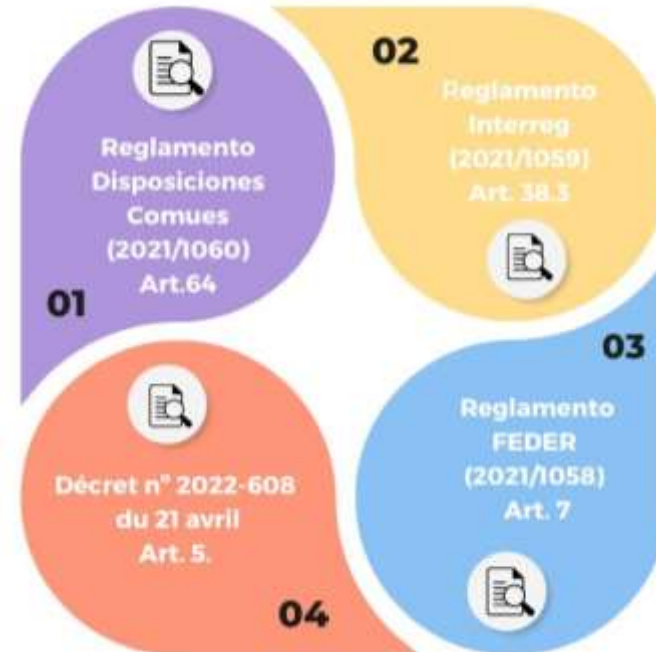 01
Reglamento
Disposiciones
Comues
(2021/1060)
Art.64
02
Reglamento
Interreg
(2021/1059)
Art. 38.3
03
Reglamento
FEDER
(2021/1058)
Art. 7
04
Décret nº 2022-608
du 21 avril
Art. 5.